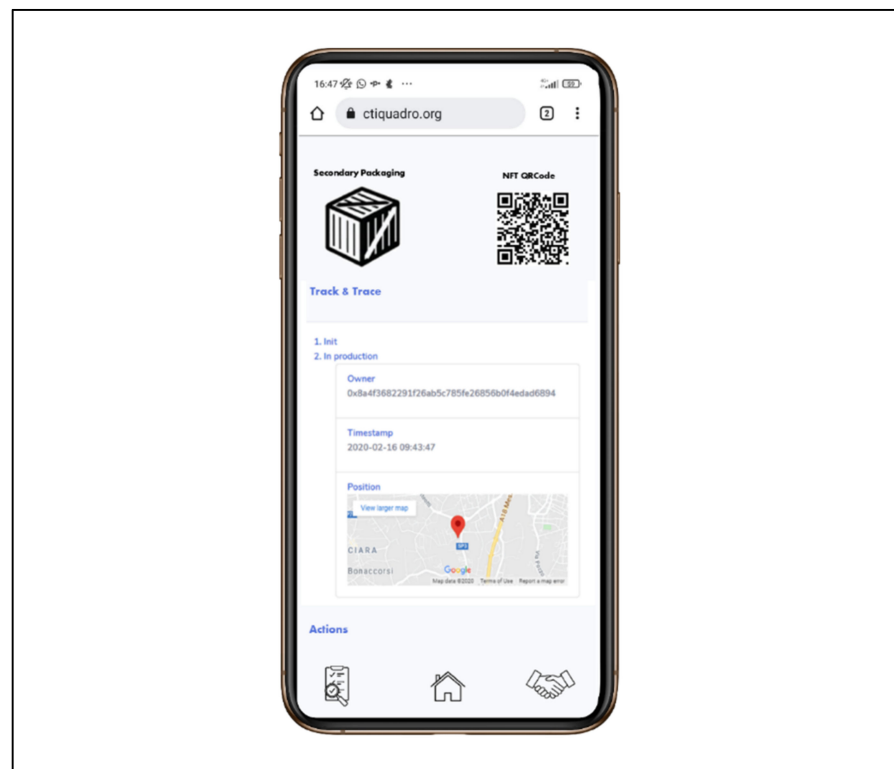 16:47
ctiquadro.org
2
Secondary Packaging
NFT QRCode
Track & Trace
1. Init
2. In production
Owner
0x8a4f3682291f26ab5c785fe26856b0f4edad6894
Timestamp
2020-02-16 09:43:47
Position
View larger map
CIARA
Bonaccorsi
Google
Map data ©2020 Terms of Use Report a map error
Actions